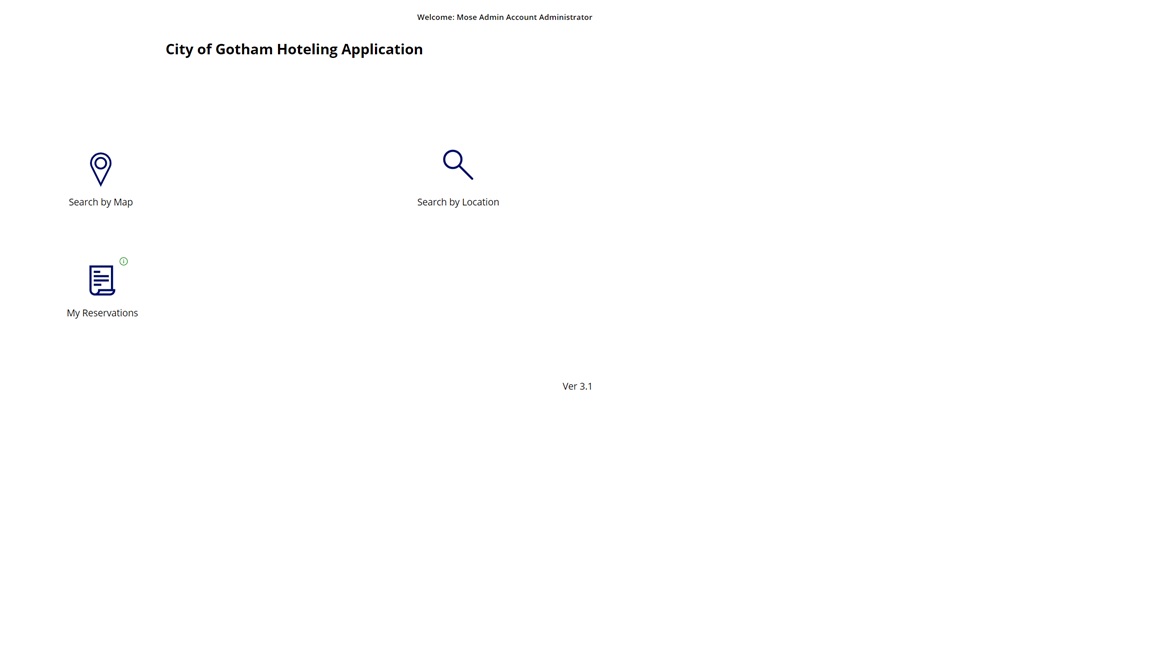 Welcome: Mose Admin Account Administrator
City of Gotham Hoteling Application
Search by Map
Search by Location
My Reservations
Ver 3.1